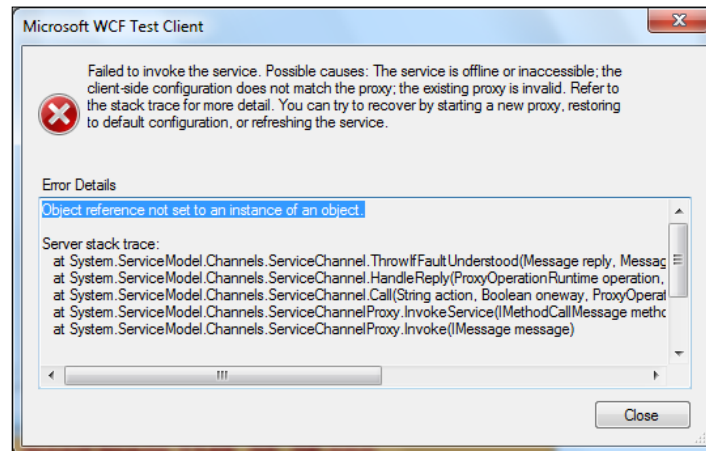 Microsoft WCF Test Client
Failed to invoke the service. Possible causes: The service is offline or inaccessible; the
client-side configuration does not match the proxy; the existing proxy is invalid. Refer to
the stack trace for more detail. You can try to recover by starting a new proxy, restoring
to default configuration, or refreshing the service.
Error Details
Object reference not set to an instance of an object.
Server stack trace:
at System.ServiceModel.Channels.ServiceChannel.ThrowIfFaultUnderstood(Message reply, Messag
at System.ServiceModel.Channels.ServiceChannel.HandleReply(ProxyOperationRuntime operation,
at System.ServiceModel.Channels.ServiceChannel.Call(String action, Boolean oneway, ProxyOperat
at System.ServiceModel.Channels.ServiceChannelProxy.InvokeService(IMethodCallMessage methc
at System.ServiceModel.Channels.ServiceChannelProxy.Invoke(IMessage message)
Close